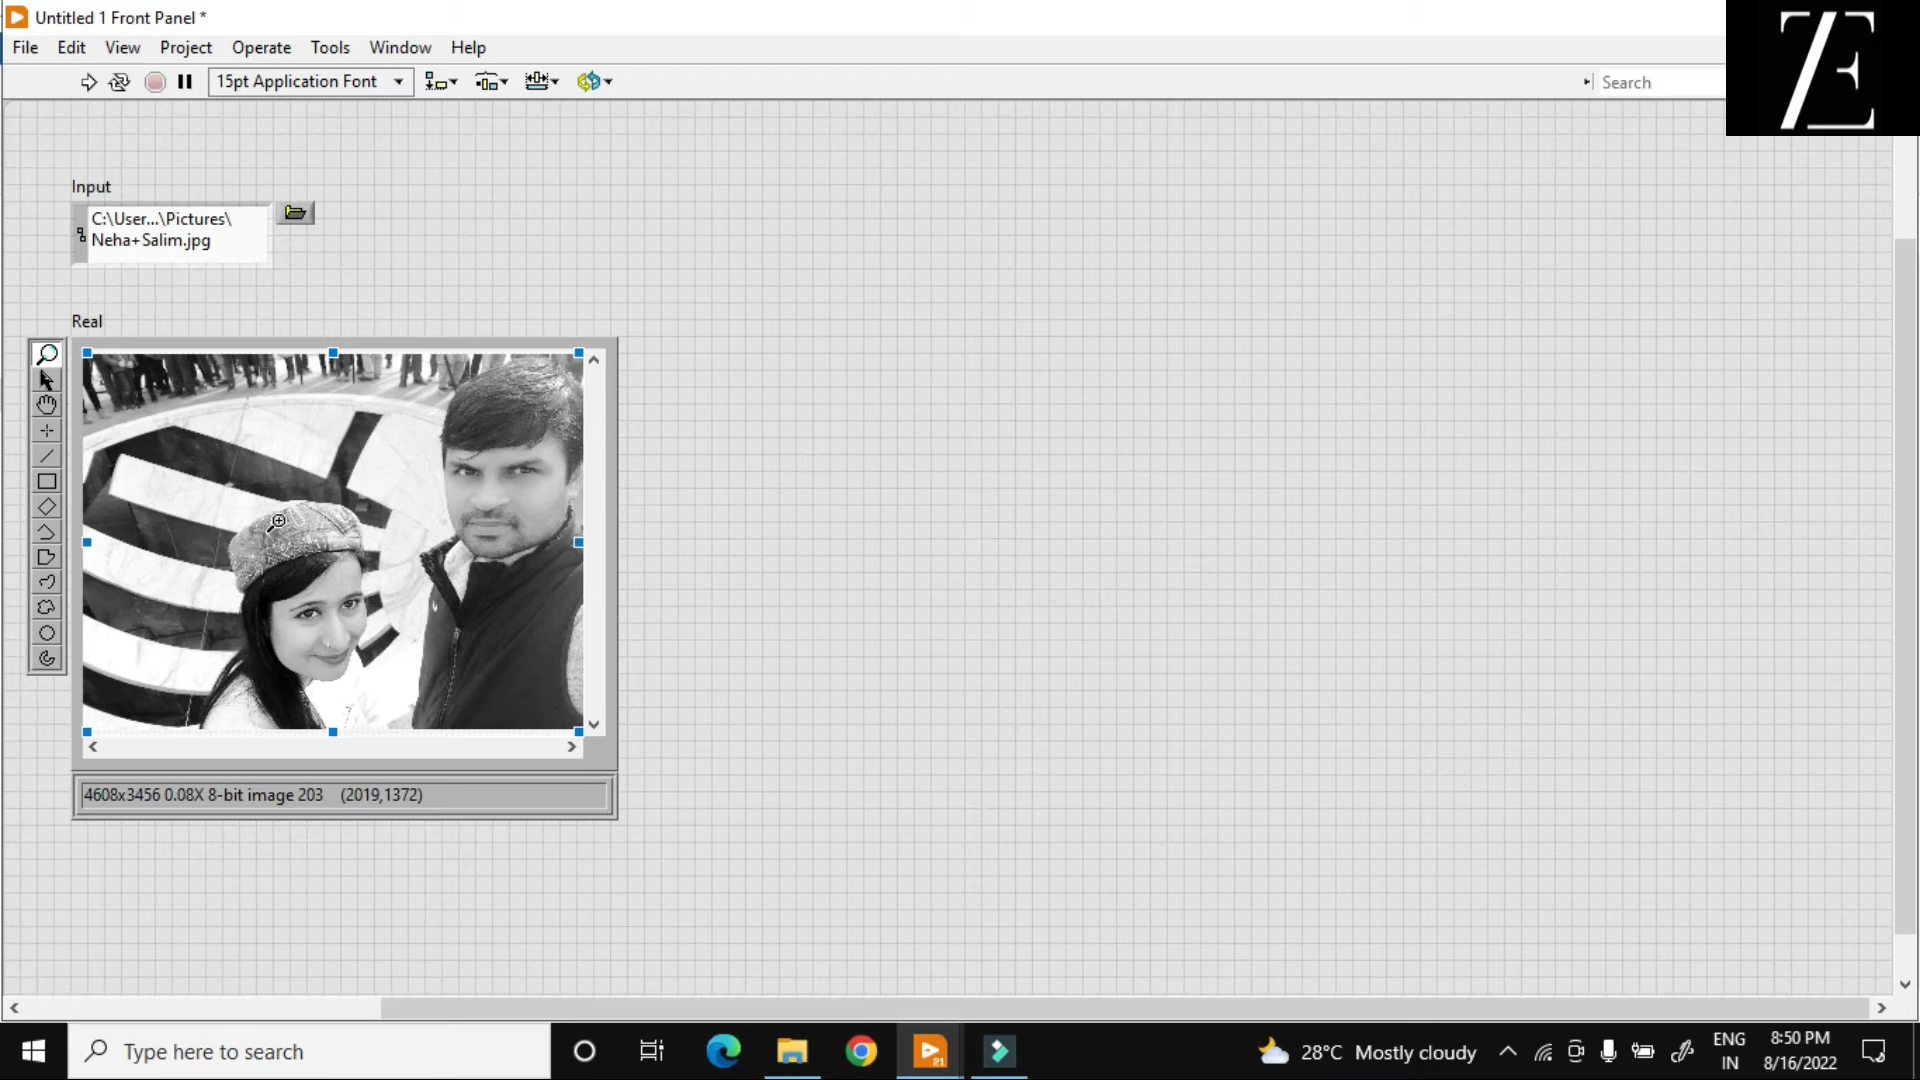 Untitled 1 Front Panel *
File Edit View Project Operate Tools Window Help
15pt Application Font
Search
ZE
Input
C:\User...\Pictures\
Neha+Salim.jpg
Real
4608x3456 0.08X 8-bit image 203 (2019,1372)
Type here to search
21
28°C Mostly cloudy
ENG
IN
8:50 PM
8/16/2022